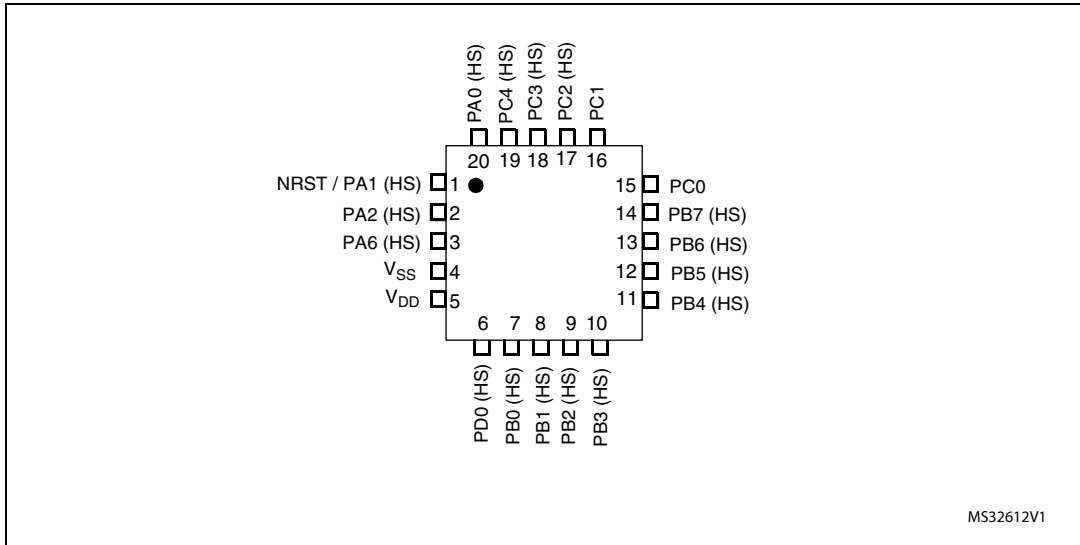 PA0 (HS)
PC4 (HS)
PC3 (HS)
PC2 (HS)
PC1
20 19 18 17 16
NRST / PA1 (HS) 1
PA2 (HS) 2
PA6 (HS) 3
VSS 4
VDD 5
15 PC0
14 PB7 (HS)
13 PB6 (HS)
12 PB5 (HS)
11 PB4 (HS)
6 7 8 9 10
PD0 (HS)
PB0 (HS)
PB1 (HS)
PB2 (HS)
PB3 (HS)
MS32612V1